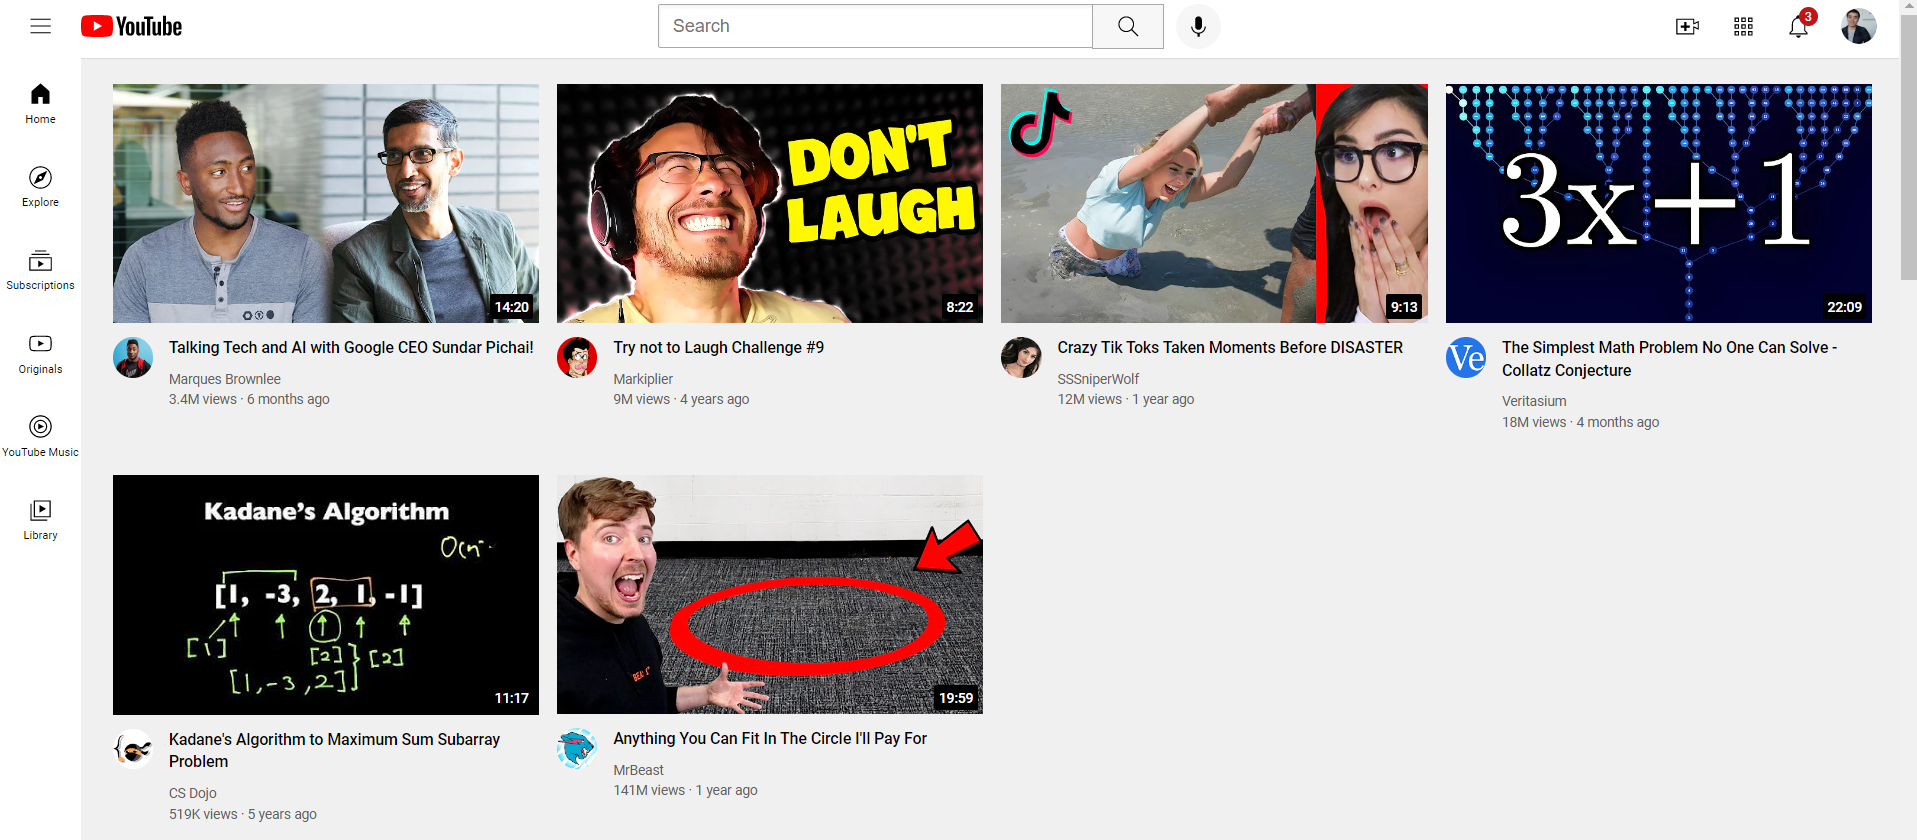 YouTube
Search
3
Home
Explore
Subscriptions
Originals
YouTube Music
Library
14:20
Talking Tech and AI with Google CEO Sundar Pichai!
Marques Brownlee
3.4M views · 6 months ago
DON'T
LAUGH
8:22
Try not to Laugh Challenge #9
Markiplier
9M views · 4 years ago
9:13
Crazy Tik Toks Taken Moments Before DISASTER
SSSniperWolf
12M views · 1 year ago
3x+1
22:09
Ve
The Simplest Math Problem No One Can Solve -
Collatz Conjecture
Veritasium
18M views · 4 months ago
Kadane's Algorithm
[1, -3, 2, 1, -1]
[1]
[2]
[2]
[1, -3, 2]
11:17
Kadane's Algorithm to Maximum Sum Subarray
Problem
CS Dojo
519K views · 5 years ago
19:59
Anything You Can Fit In The Circle I'll Pay For
MrBeast
141M views · 1 year ago